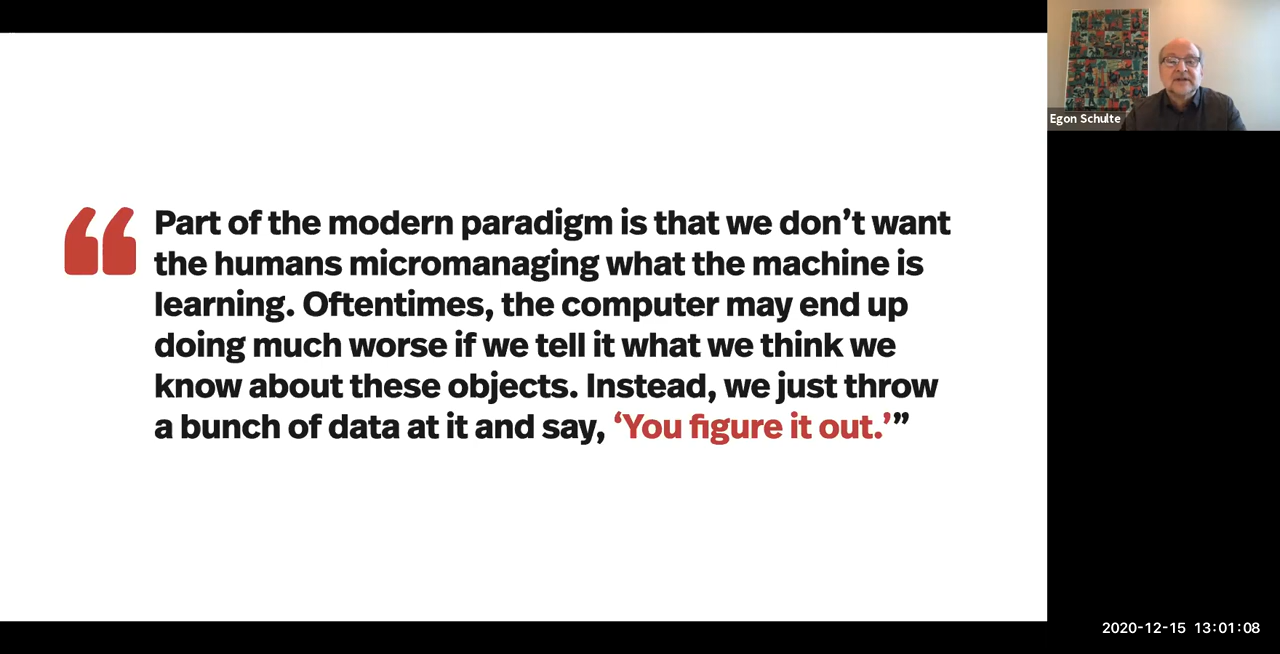 “
Part of the modern paradigm is that we don’t want
the humans micromanaging what the machine is
learning. Oftentimes, the computer may end up
doing much worse if we tell it what we think we
know about these objects. Instead, we just throw
a bunch of data at it and say, ‘You figure it out.’”
Egon Schulte
2020-12-15 13:01:08